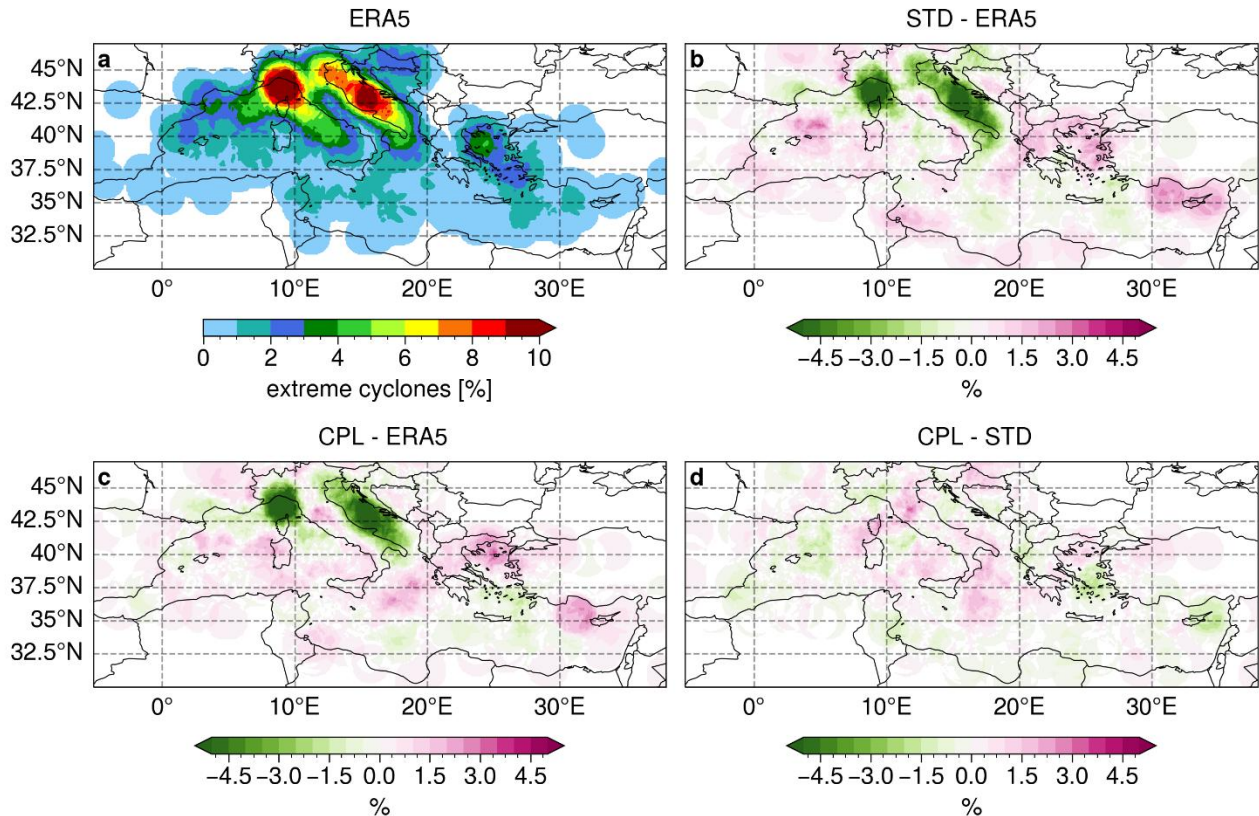 ERA5
STD - ERA5
a
b
45°N
42.5°N
40°N
37.5°N
35°N
32.5°N
0° 10°E 20°E 30°E
0° 10°E 20°E 30°E
0 2 4 6 8 10
−4.5 −3.0 −1.5 0.0 1.5 3.0 4.5
extreme cyclones [%]
%
CPL - ERA5
CPL - STD
c
d
45°N
42.5°N
40°N
37.5°N
35°N
32.5°N
0° 10°E 20°E 30°E
0° 10°E 20°E 30°E
−4.5 −3.0 −1.5 0.0 1.5 3.0 4.5
−4.5 −3.0 −1.5 0.0 1.5 3.0 4.5
%
%